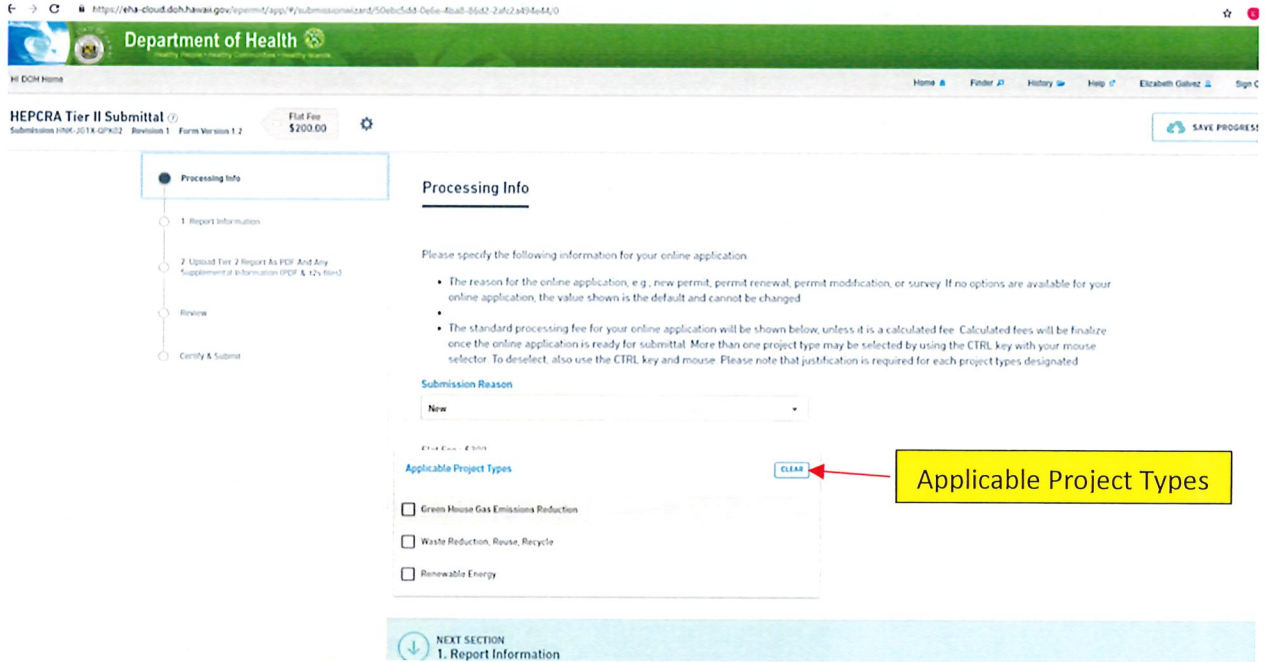 https://eha-cloud.doh.hawaii.gov/epermit/app/#/submissionwizard/
Department of Health
Healthy People • Healthy Communities • Healthy Islands
HI DOH Home
Home Finder History Help Elizabeth Galvez Sign
HEPCRA Tier II Submittal
Revision 1 Form Version 1.2
Flat Fee
$200.00
SAVE PROGRESS
Processing Info
1. Report Information
2. Upload Tier 2 Report As PDF And Any
Supplemental Information (PDF & t2s files)
Review
Certify & Submit
Processing Info
Please specify the following information for your online application.
• The reason for the online application, e.g., new permit, permit renewal, permit modification, or survey. If no options are available for your
online application, the value shown is the default and cannot be changed
•
• The standard processing fee for your online application will be shown below, unless it is a calculated fee. Calculated fees will be finalize
once the online application is ready for submittal. More than one project type may be selected by using the CTRL key with your mouse
selector. To deselect, also use the CTRL key and mouse. Please note that justification is required for each project types designated
Submission Reason
New
Flat Fee - $200
Applicable Project Types
CLEAR
Applicable Project Types
Green House Gas Emissions Reduction
Waste Reduction, Reuse, Recycle
Renewable Energy
NEXT SECTION
1. Report Information